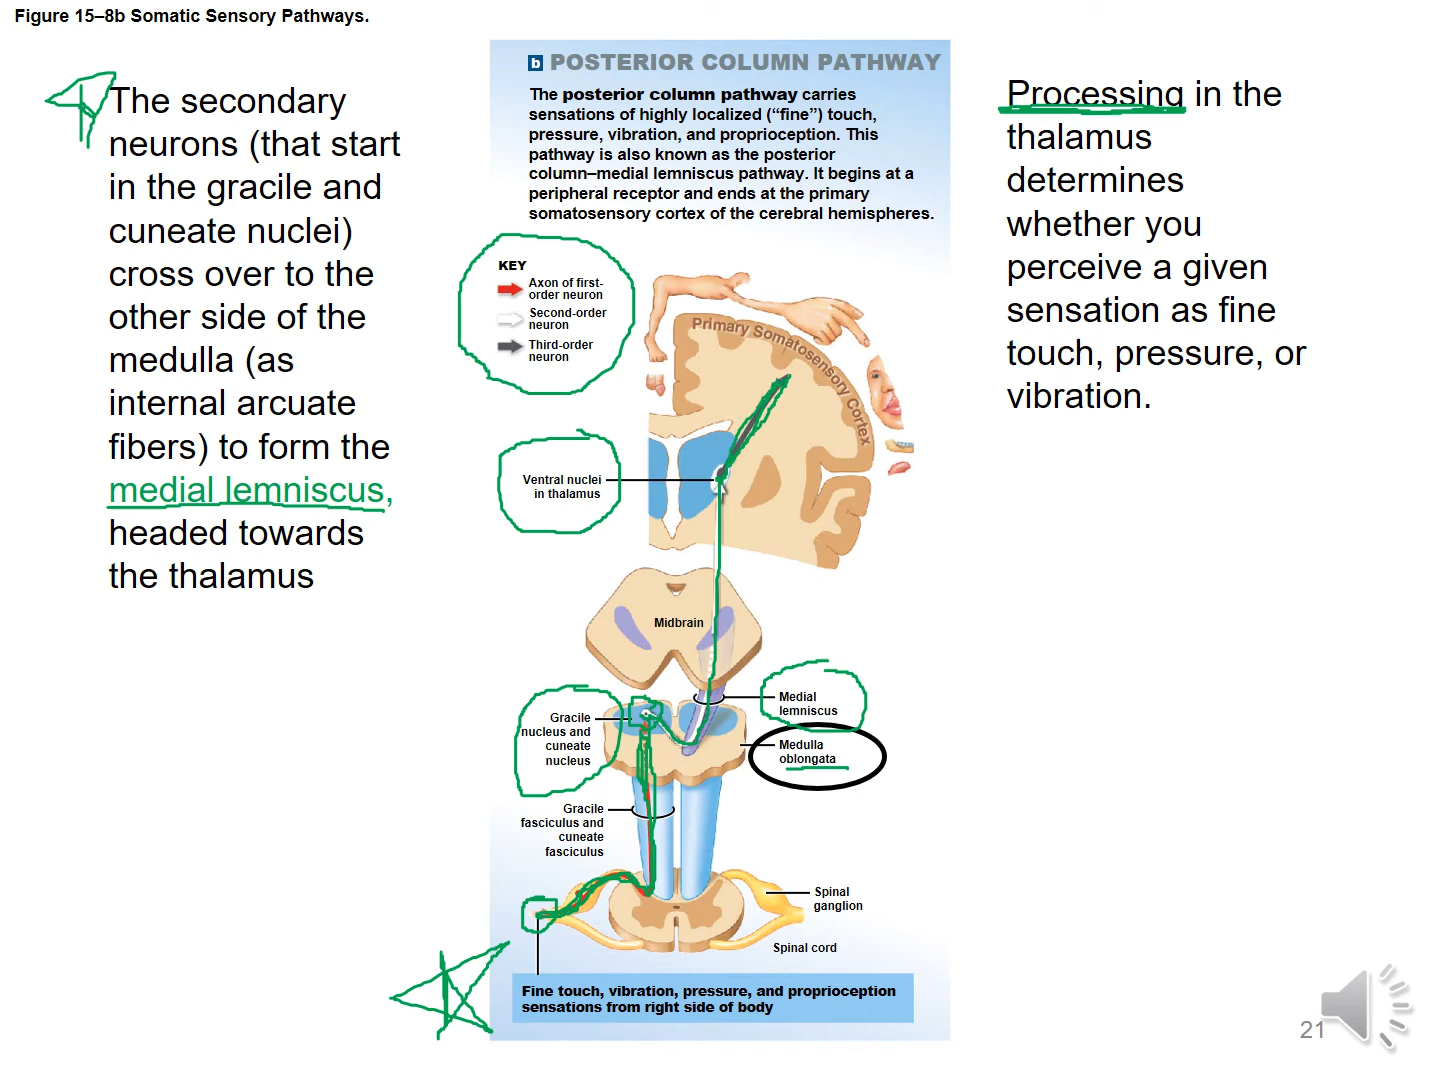 Figure 15–8b Somatic Sensory Pathways.
The secondary
neurons (that start
in the gracile and
cuneate nuclei)
cross over to the
other side of the
medulla (as
internal arcuate
fibers) to form the
medial lemniscus,
headed towards
the thalamus
b POSTERIOR COLUMN PATHWAY
The posterior column pathway carries
sensations of highly localized (“fine”) touch,
pressure, vibration, and proprioception. This
pathway is also known as the posterior
column–medial lemniscus pathway. It begins at a
peripheral receptor and ends at the primary
somatosensory cortex of the cerebral hemispheres.
KEY
Axon of first-
order neuron
Second-order
neuron
Third-order
neuron
Primary Somatosensory Cortex
Ventral nuclei
in thalamus
Midbrain
Medial
lemniscus
Gracile
nucleus and
cuneate
nucleus
Medulla
oblongata
Gracile
fasciculus and
cuneate
fasciculus
Spinal
ganglion
Spinal cord
Fine touch, vibration, pressure, and proprioception
sensations from right side of body
Processing in the
thalamus
determines
whether you
perceive a given
sensation as fine
touch, pressure, or
vibration.
21